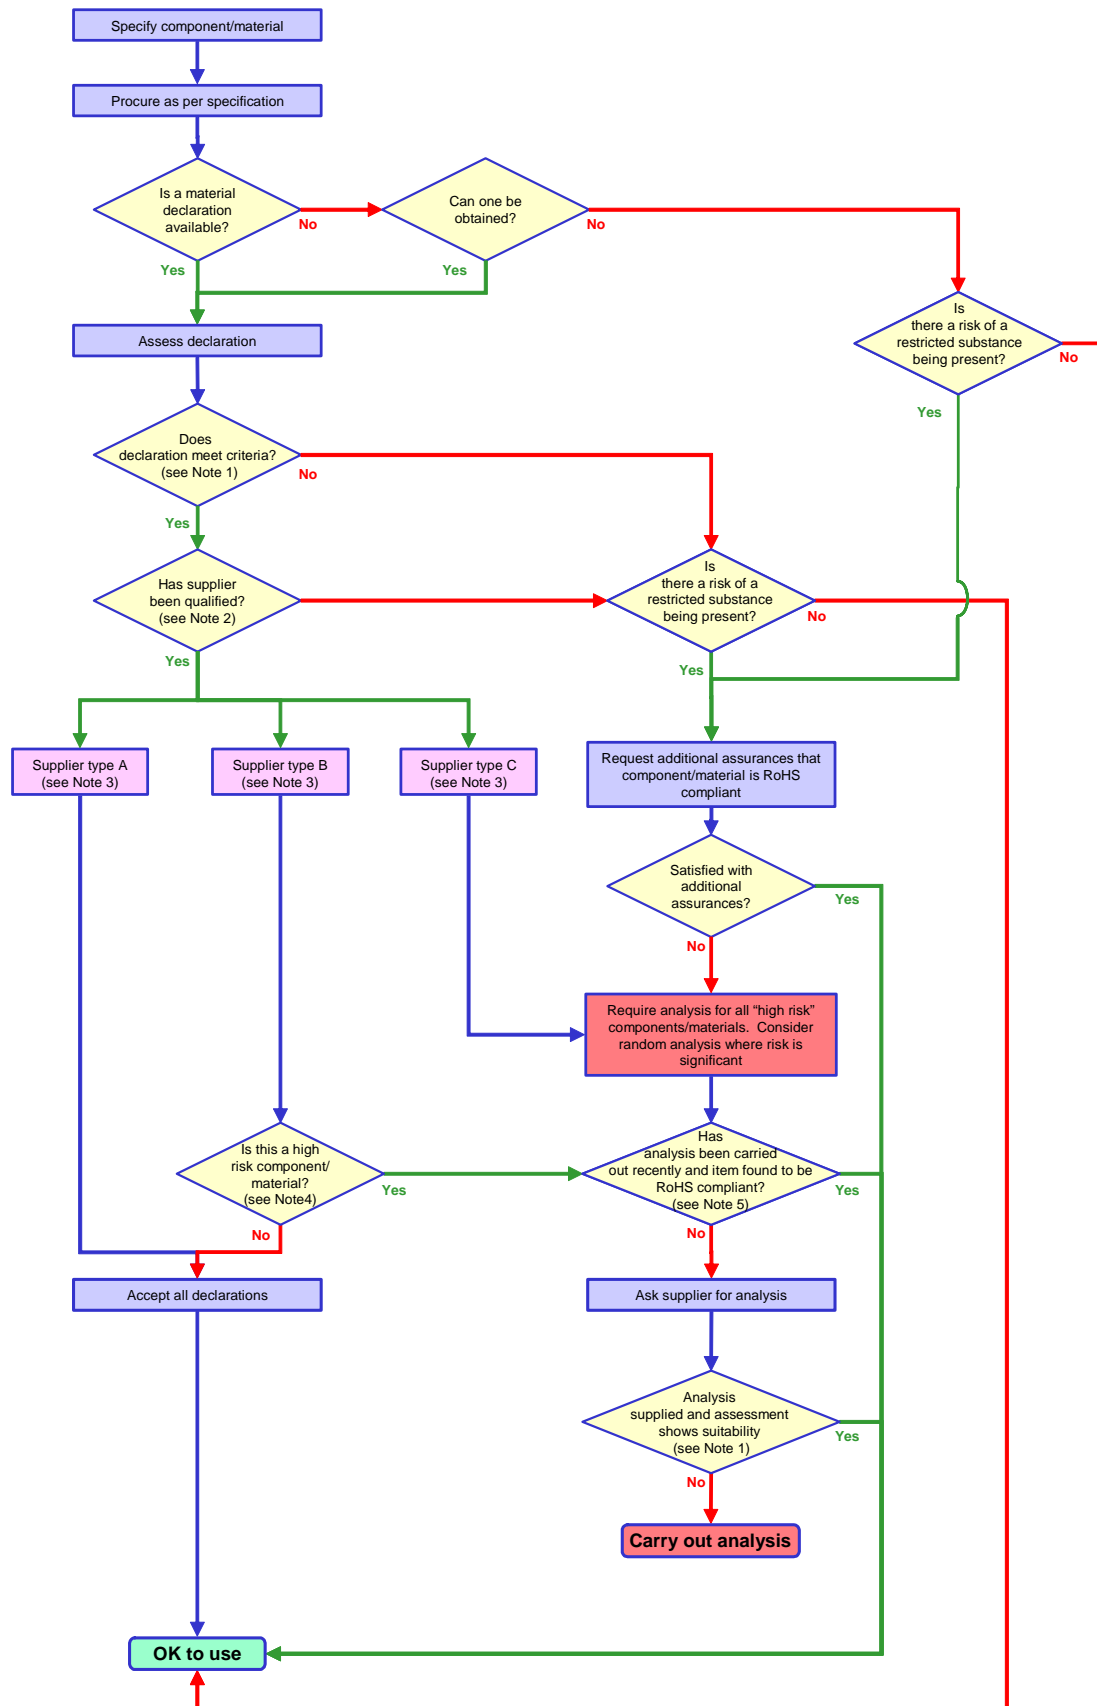 Specify component/material
Procure as per specification
Is a material
declaration
available?
Can one be
obtained?
No
No
Yes
Yes
Is
there a risk of a
restricted substance
being present?
No
Yes
Assess declaration
Does
declaration meet criteria?
(see Note 1)
No
Yes
Has supplier
been qualified?
(see Note 2)
Is
there a risk of a
restricted substance
being present?
No
Yes
Yes
Supplier type A
(see Note 3)
Supplier type B
(see Note 3)
Supplier type C
(see Note 3)
Request additional assurances that
component/material is RoHS
compliant
Satisfied with
additional
assurances?
Yes
No
Require analysis for all “high risk”
components/materials.  Consider
random analysis where risk is
significant
Is this a high
risk component/
material?
(see Note4)
Yes
No
Has
analysis been carried
out recently and item found to be
RoHS compliant?
(see Note 5)
Yes
No
Accept all declarations
Ask supplier for analysis
Analysis
supplied and assessment
shows suitability
(see Note 1)
Yes
No
Carry out analysis
OK to use